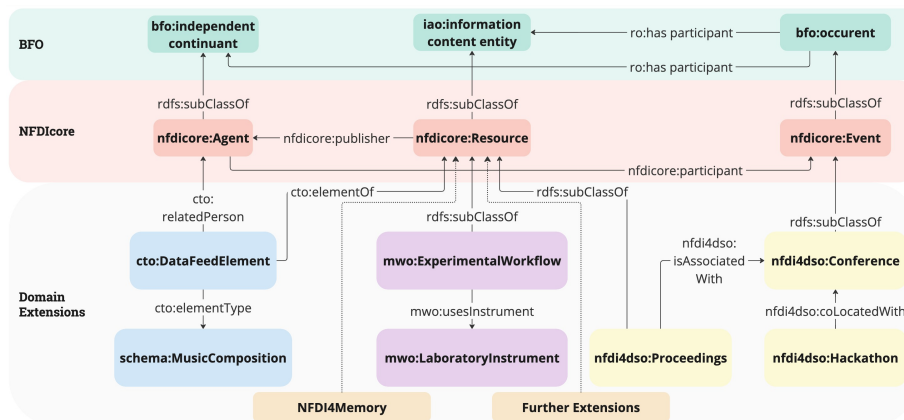 BFO
bfo:independent
continuant
iao:information
content entity
ro:has participant
bfo:occurent
ro:has participant
rdfs:subClassOf
rdfs:subClassOf
rdfs:subClassOf
NFDIcore
nfdicore:Agent
nfdicore:publisher
nfdicore:Resource
nfdicore:Event
nfdicore:participant
cto:
relatedPerson
cto:elementOf
rdfs:subClassOf
rdfs:subClassOf
rdfs:subClassOf
Domain
Extensions
cto:DataFeedElement
mwo:ExperimentalWorkflow
nfdi4dso:
isAssociated
With
nfdi4dso:Conference
cto:elementType
mwo:usesInstrument
nfdi4dso:coLocatedWith
schema:MusicComposition
mwo:LaboratoryInstrument
nfdi4dso:Proceedings
nfdi4dso:Hackathon
NFDI4Memory
Further Extensions